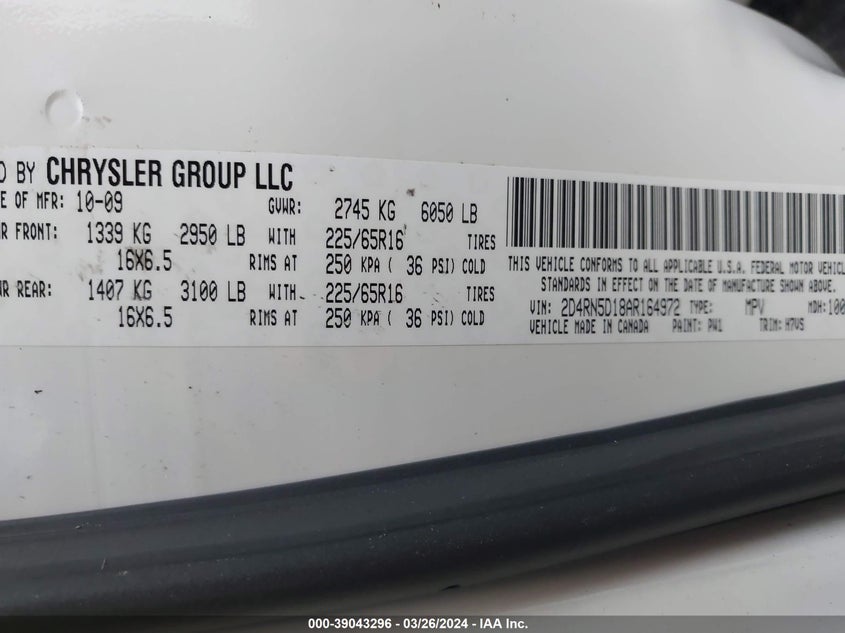 D BY CHRYSLER GROUP LLC
E OF MFR: 10-09 GVWR: 2745 KG 6050 LB
R FRONT: 1339 KG 2950 LB WITH 225/65R16 TIRES
16X6.5 RIMS AT 250 KPA ( 36 PSI) COLD
R REAR: 1407 KG 3100 LB WITH 225/65R16 TIRES
16X6.5 RIMS AT 250 KPA ( 36 PSI) COLD
THIS VEHICLE CONFORMS TO ALL APPLICABLE U.S.A. FEDERAL MOTOR VEHICLE
STANDARDS IN EFFECT ON THE DATE OF MANUFACTURE SHOWN ABOVE.
VIN: 2D4RN5D18AR164972 TYPE: MPV MDH: 100
VEHICLE MADE IN CANADA PAINT: PW1 TRIM: H7VS
000-39043296 - 03/26/2024 - IAA Inc.